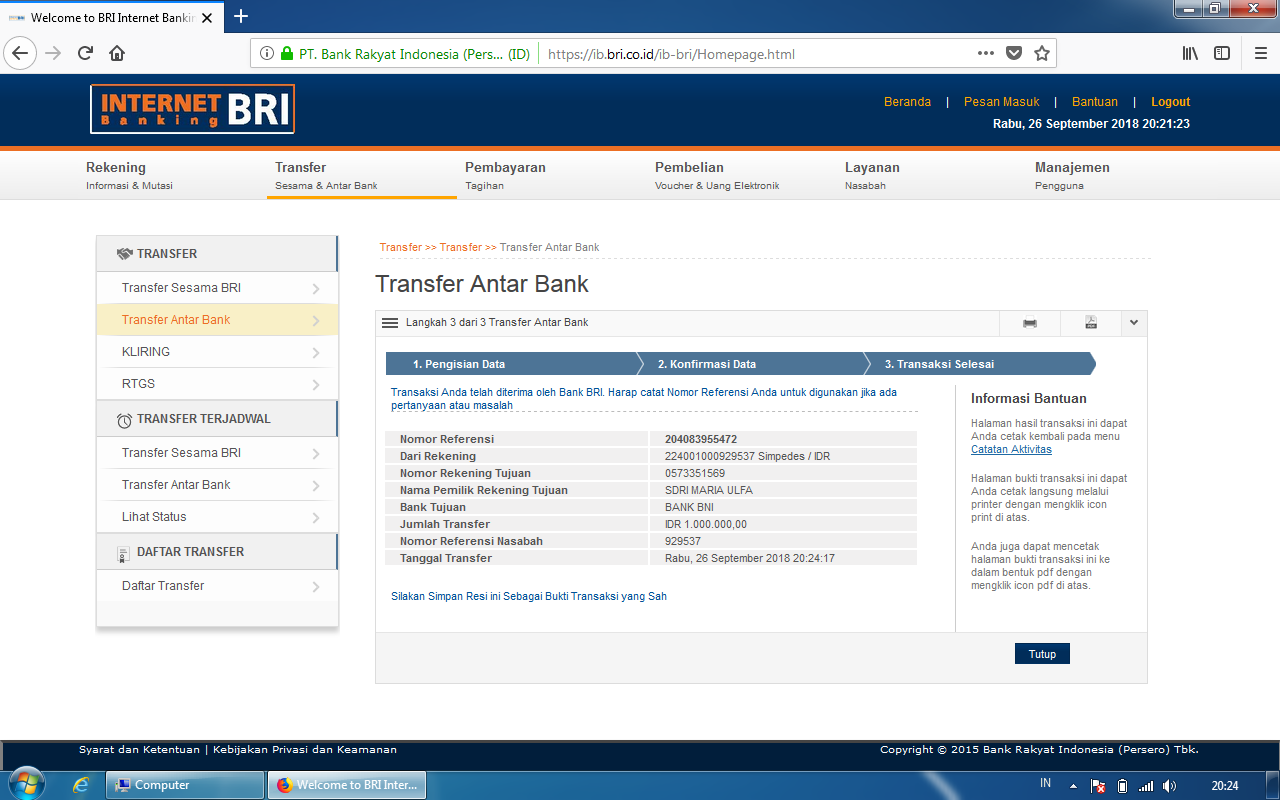 Welcome to BRI Internet Bankin
PT. Bank Rakyat Indonesia (Pers... (ID)
https://ib.bri.co.id/ib-bri/Homepage.html
INTERNET
Banking
BRI
Beranda | Pesan Masuk | Bantuan | Logout
Rabu, 26 September 2018 20:21:23
Rekening
Informasi & Mutasi
Transfer
Sesama & Antar Bank
Pembayaran
Tagihan
Pembelian
Voucher & Uang Elektronik
Layanan
Nasabah
Manajemen
Pengguna
TRANSFER
Transfer Sesama BRI
Transfer Antar Bank
KLIRING
RTGS
TRANSFER TERJADWAL
Transfer Sesama BRI
Transfer Antar Bank
Lihat Status
DAFTAR TRANSFER
Daftar Transfer
Transfer >> Transfer >> Transfer Antar Bank
Transfer Antar Bank
Langkah 3 dari 3 Transfer Antar Bank
1. Pengisian Data
2. Konfirmasi Data
3. Transaksi Selesai
Transaksi Anda telah diterima oleh Bank BRI. Harap catat Nomor Referensi Anda untuk digunakan jika ada
pertanyaan atau masalah
Nomor Referensi 204083955472
Dari Rekening 224001000929537 Simpedes / IDR
Nomor Rekening Tujuan 0573351569
Nama Pemilik Rekening Tujuan SDRI MARIA ULFA
Bank Tujuan BANK BNI
Jumlah Transfer IDR 1.000.000,00
Nomor Referensi Nasabah 929537
Tanggal Transfer Rabu, 26 September 2018 20:24:17
Silakan Simpan Resi ini Sebagai Bukti Transaksi yang Sah
Informasi Bantuan
Halaman hasil transaksi ini dapat
Anda cetak kembali pada menu
Catatan Aktivitas
Halaman bukti transaksi ini dapat
Anda cetak langsung melalui
printer dengan mengklik icon
print di atas.
Anda juga dapat mencetak
halaman bukti transaksi ini ke
dalam bentuk pdf dengan
mengklik icon pdf di atas.
Tutup
Syarat dan Ketentuan | Kebijakan Privasi dan Keamanan
Copyright © 2015 Bank Rakyat Indonesia (Persero) Tbk.
Computer
Welcome to BRI Inter...
IN
20:24